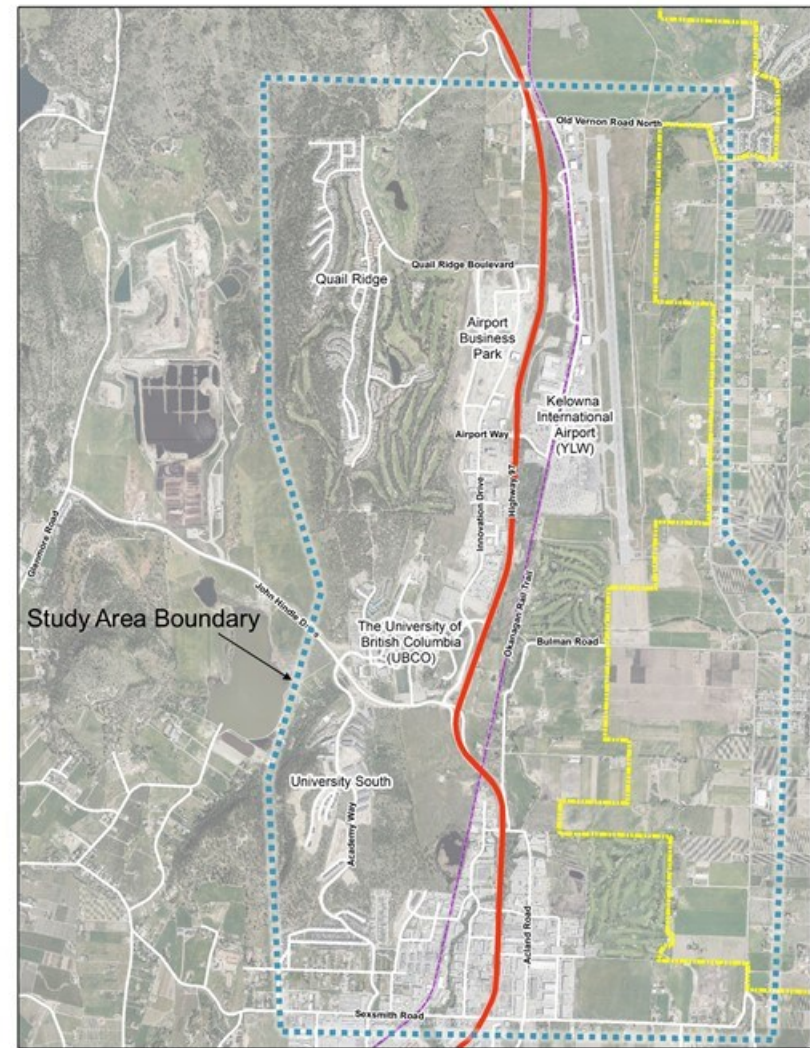 Old Vernon Road North
Quail Ridge Boulevard
Quail Ridge
Airport
Business
Park
Kelowna
International
Airport
(YLW)
Airport Way
Highway 97
Innovation Drive
Glenmore Road
John Hindle Drive
Okanagan Rail Trail
Study Area Boundary
The University of
British Columbia
(UBCO)
Bulman Road
University South
Academy Way
Acland Road
Sexsmith Road